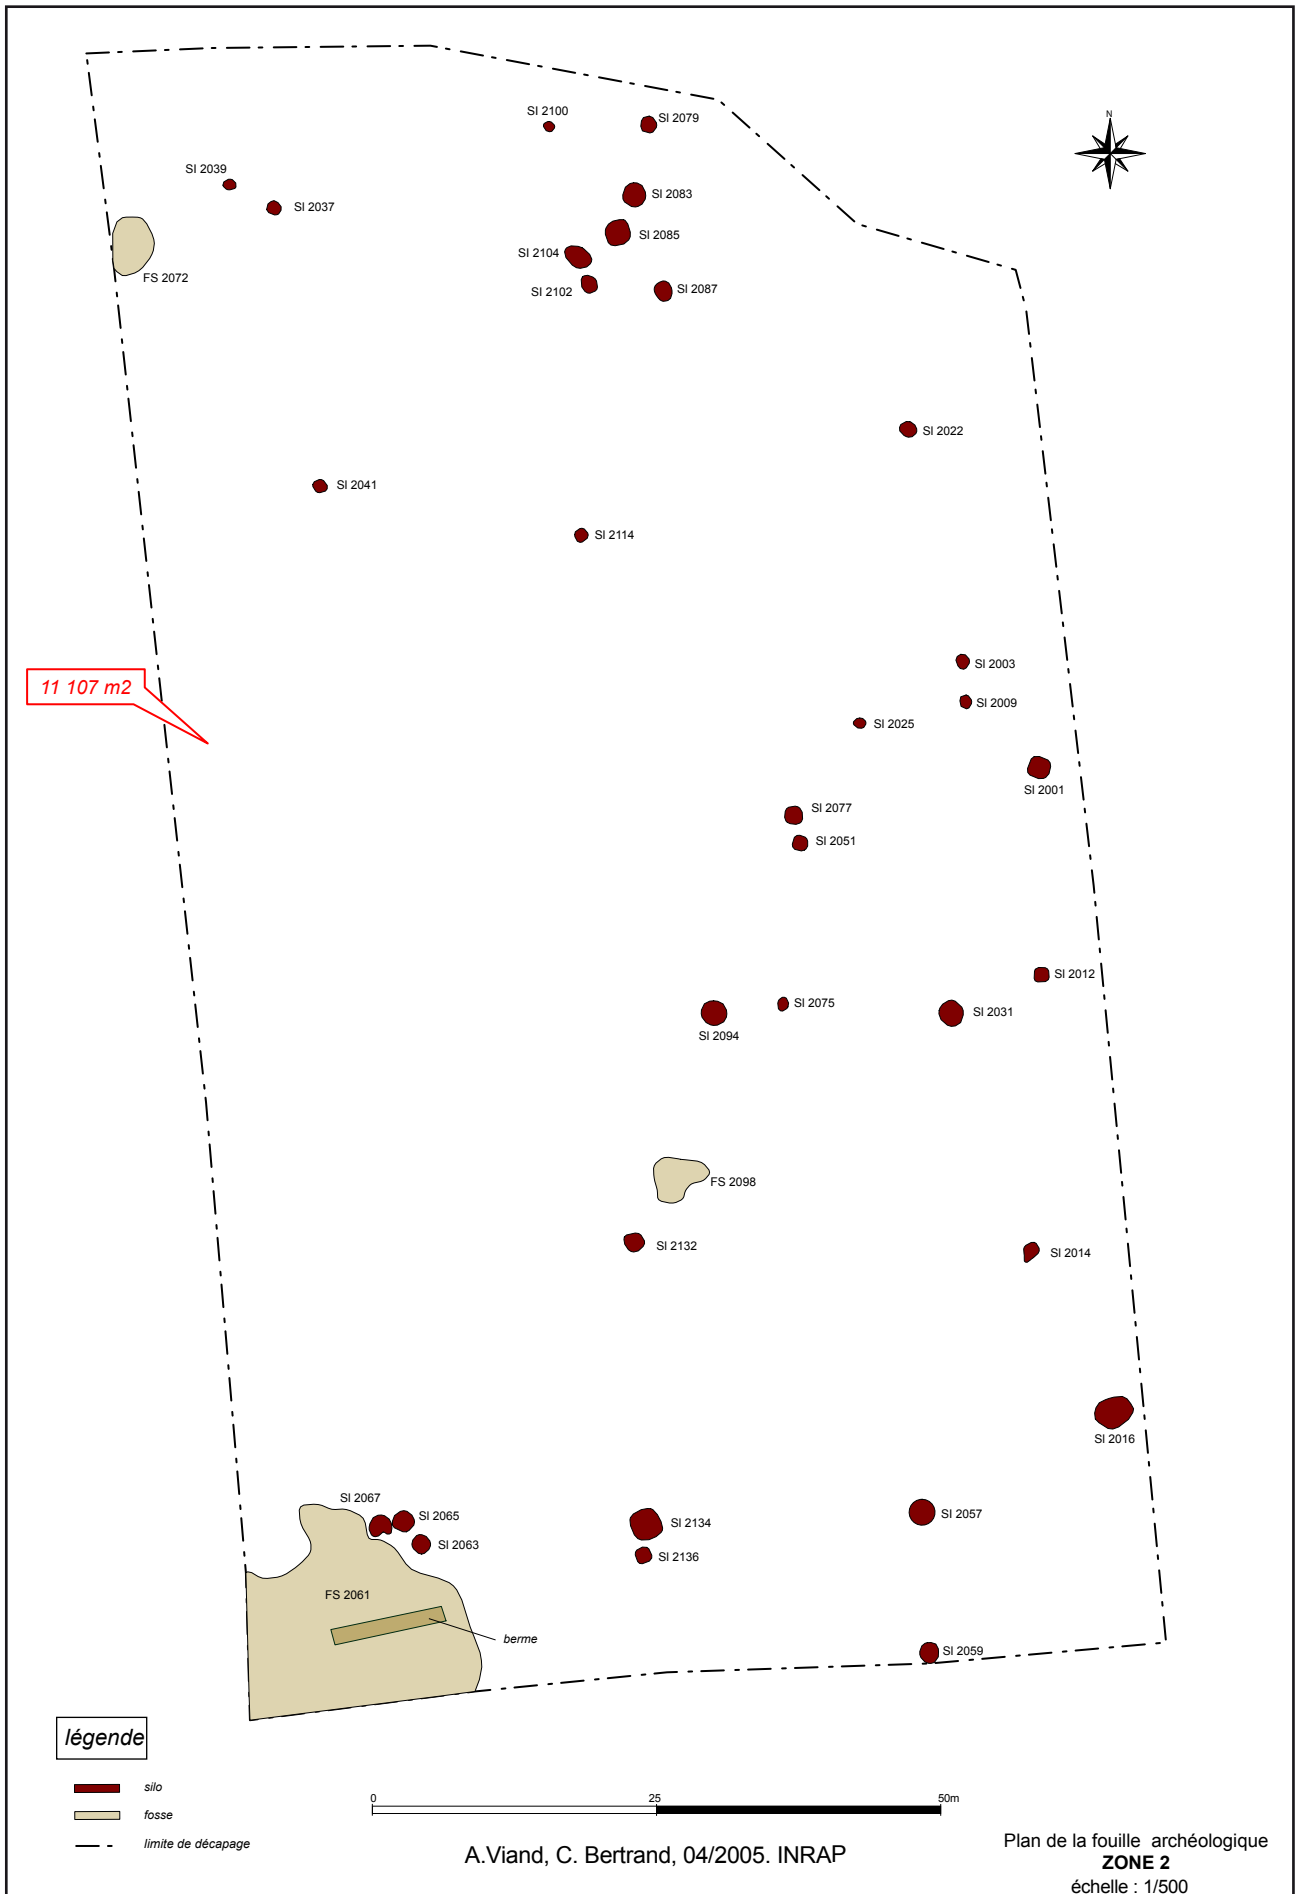 N
SI 2100
SI 2079
SI 2039
SI 2037
SI 2083
SI 2085
SI 2104
FS 2072
SI 2102
SI 2087
SI 2022
SI 2041
SI 2114
SI 2003
11 107 m2
SI 2009
SI 2025
SI 2001
SI 2077
SI 2051
SI 2012
SI 2075
SI 2031
SI 2094
FS 2098
SI 2132
SI 2014
SI 2016
SI 2067
SI 2065
SI 2057
SI 2134
SI 2063
SI 2136
FS 2061
berme
SI 2059
légende
silo
fosse
limite de décapage
0 25 50m
A.Viand, C. Bertrand, 04/2005. INRAP
Plan de la fouille archéologique
ZONE 2
échelle : 1/500